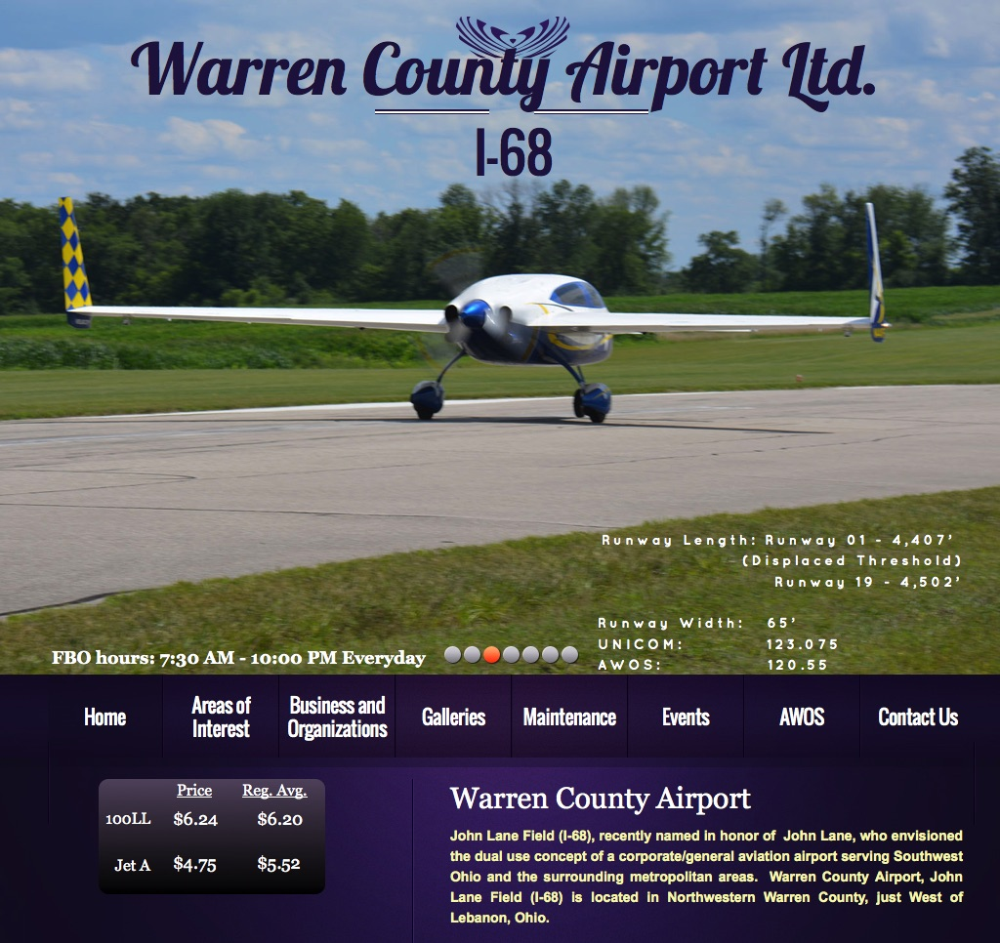 Warren County Airport Ltd.
I-68
Runway Length: Runway 01 - 4,407'
(Displaced Threshold)
Runway 19 - 4,502'
Runway Width: 65'
UNICOM: 123.075
AWOS: 120.55
FBO hours: 7:30 AM - 10:00 PM Everyday
Home
Areas of
Interest
Business and
Organizations
Galleries
Maintenance
Events
AWOS
Contact Us
Price Reg. Avg.
100LL $6.24 $6.20
Jet A $4.75 $5.52
Warren County Airport
John Lane Field (I-68), recently named in honor of John Lane, who envisioned
the dual use concept of a corporate/general aviation airport serving Southwest
Ohio and the surrounding metropolitan areas. Warren County Airport, John
Lane Field (I-68) is located in Northwestern Warren County, just West of
Lebanon, Ohio.